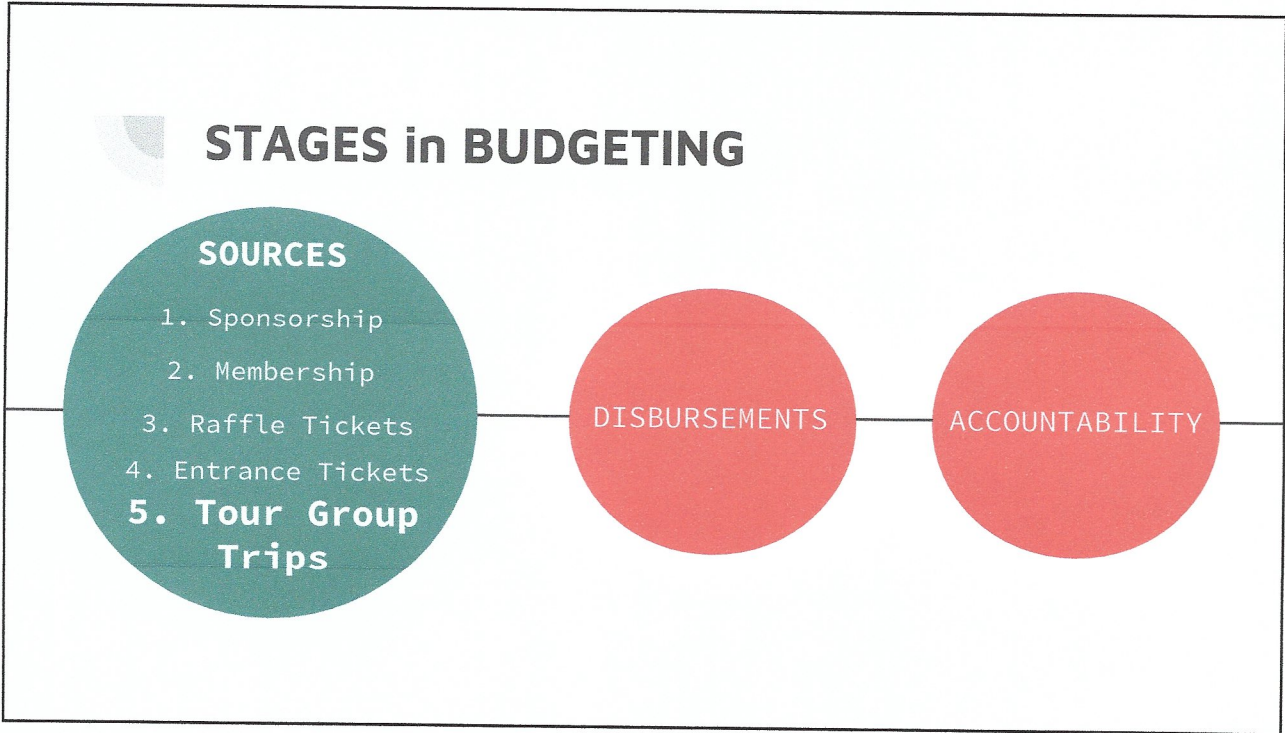 STAGES in BUDGETING
SOURCES
1. Sponsorship
2. Membership
3. Raffle Tickets
4. Entrance Tickets
5. Tour Group
Trips
DISBURSEMENTS
ACCOUNTABILITY